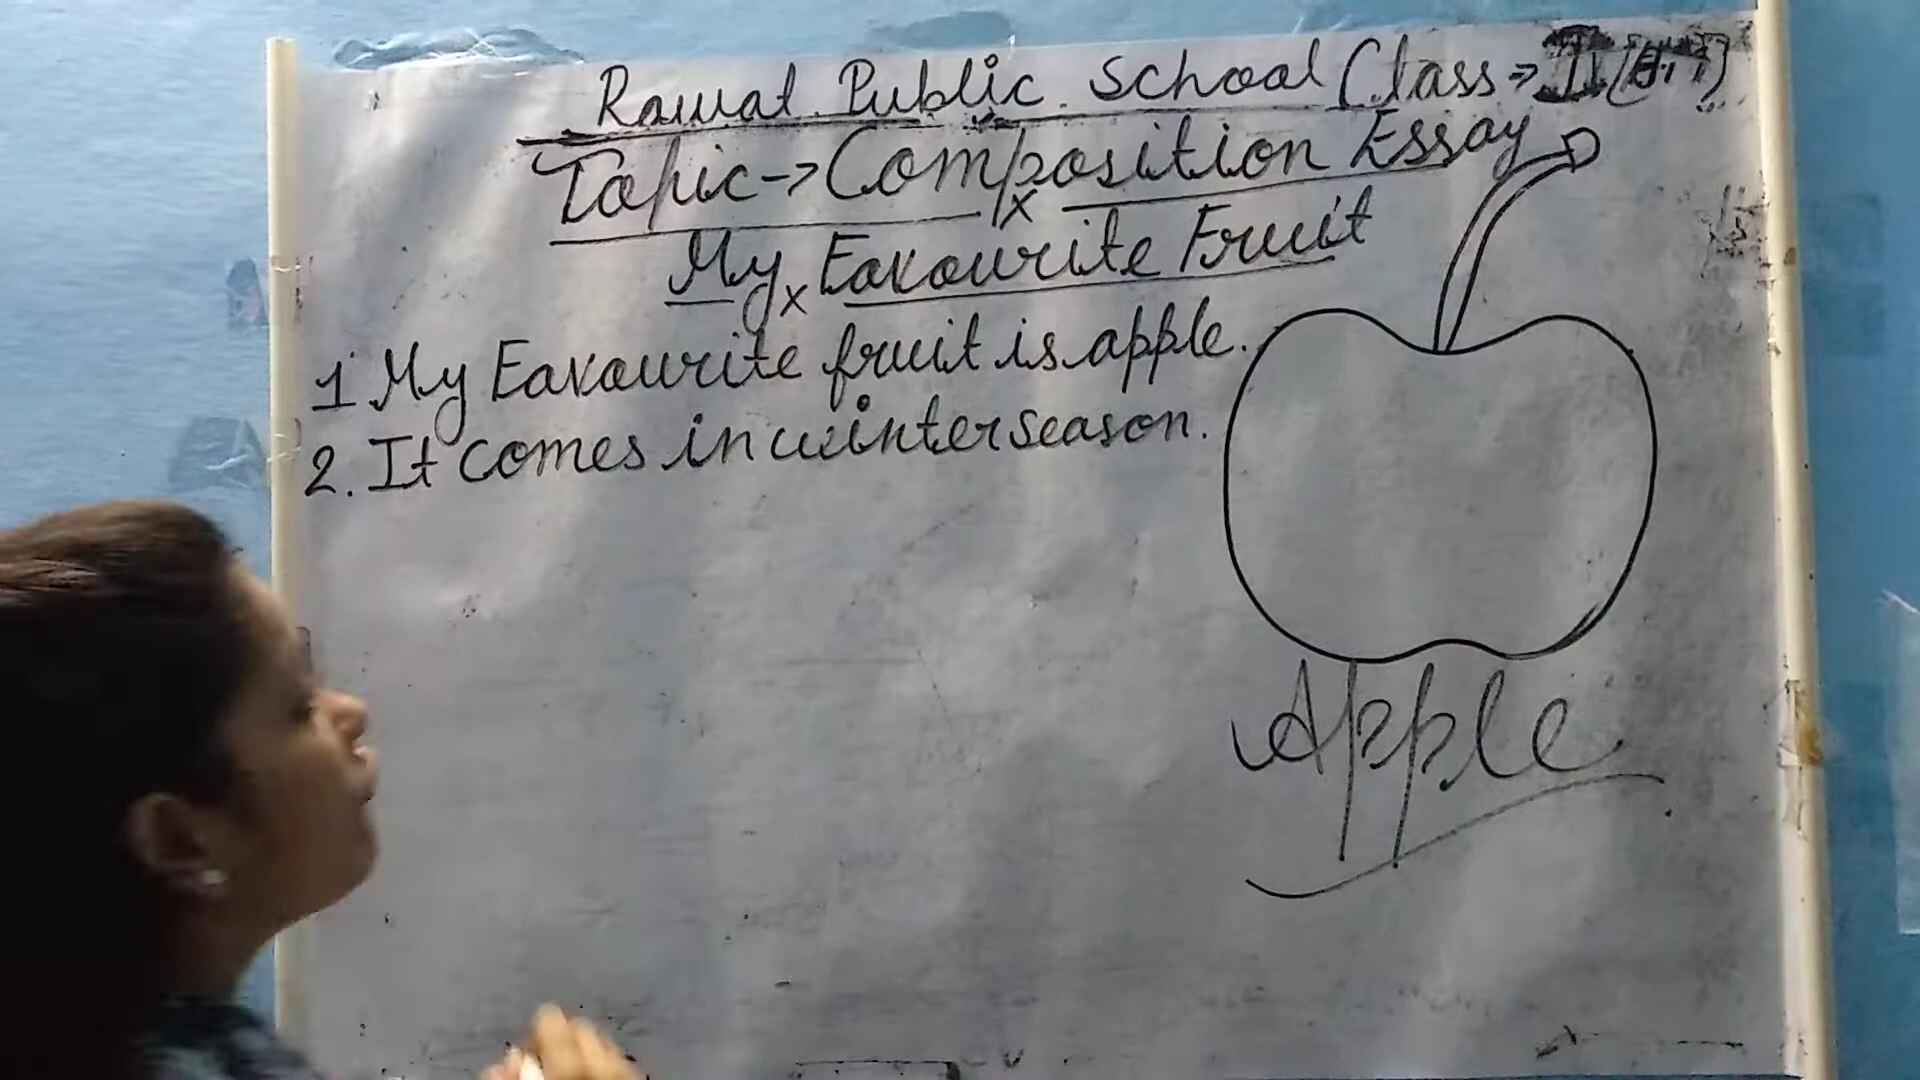 Rawat Public School Class → II
Topic → Composition Essay
My Favourite Fruit
1. My Favourite fruit is apple.
2. It comes in winter season.
Apple